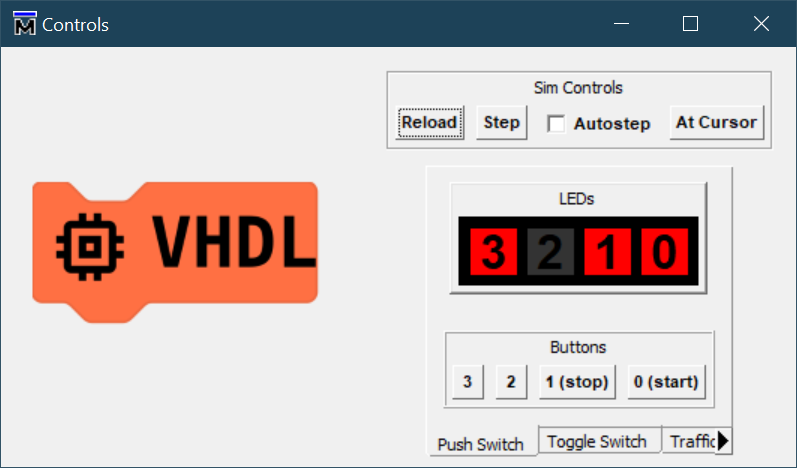 Controls
Sim Controls
Reload Step Autostep At Cursor
VHDL
LEDs
3 2 1 0
Buttons
3 2 1 (stop) 0 (start)
Push Switch Toggle Switch Traffic